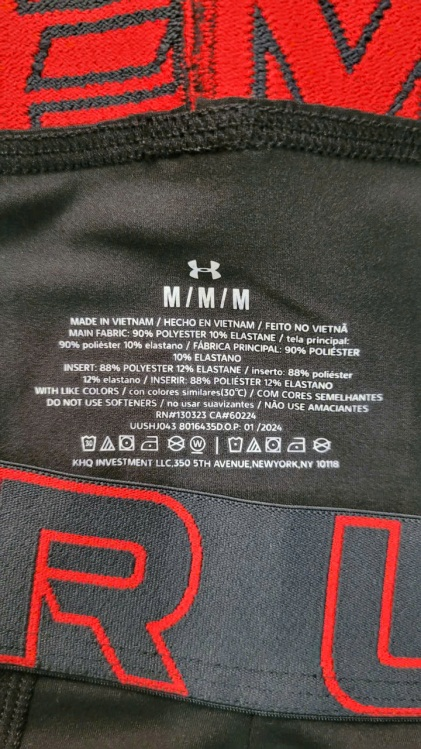 M/M/M
MADE IN VIETNAM / HECHO EN VIETNAM / FEITO NO VIETNÃ
MAIN FABRIC: 90% POLYESTER 10% ELASTANE / tela principal:
90% poliéster 10% elastano / FÁBRICA PRINCIPAL: 90% POLIÉSTER
10% ELASTANO
INSERT: 88% POLYESTER 12% ELASTANE / inserto: 88% poliéster
12% elastano / INSERIR: 88% POLIÉSTER 12% ELASTANO
WITH LIKE COLORS / con colores similares(30°C) / COM CORES SEMELHANTES
DO NOT USE SOFTENERS / no usar suavizantes / NÃO USE AMACIANTES
RN#130323 CA#60224
UUSHJ043 8016435D.O.P: 01 /2024
KHQ INVESTMENT LLC,350 5TH AVENUE,NEWYORK,NY 10118
R U